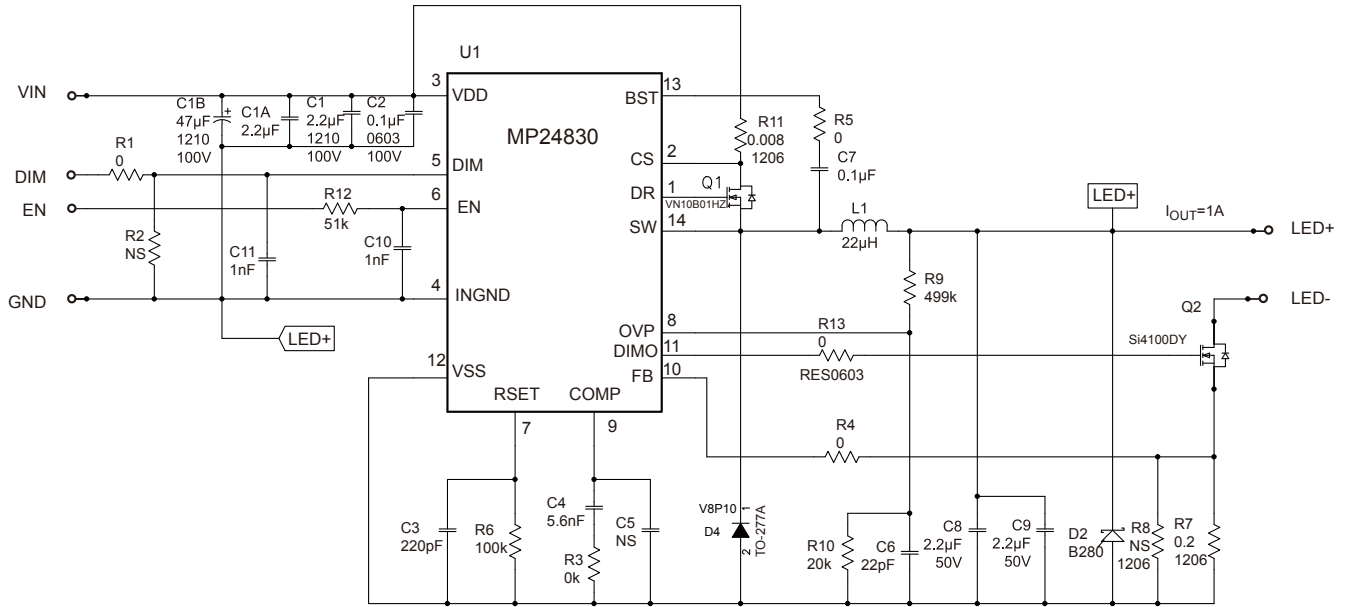 U1
MP24830
VIN
DIM
EN
GND
C1B
47µF
1210
100V
+
C1A
2.2µF
C1
2.2µF
1210
100V
C2
0.1µF
0603
100V
R1
0
R2
NS
C11
1nF
R12
51k
C10
1nF
LED+
3
VDD
5
DIM
6
EN
4
INGND
12
VSS
RSET
7
COMP
9
BST
13
CS
2
DR
1
SW
14
OVP
8
DIMO
11
FB
10
R11
0.008
1206
R5
0
C7
0.1µF
Q1
VN10B01HZ
L1
22µH
LED+
IOUT=1A
LED+
LED-
R9
499k
R13
0
RES0603
Q2
Si4100DY
R4
0
C3
220pF
R6
100k
C4
5.6nF
R3
0k
C5
NS
V8P10
D4
1
2
TO-277A
R10
20k
C6
22pF
C8
2.2µF
50V
C9
2.2µF
50V
D2
B280
R8
NS
1206
R7
0.2
1206